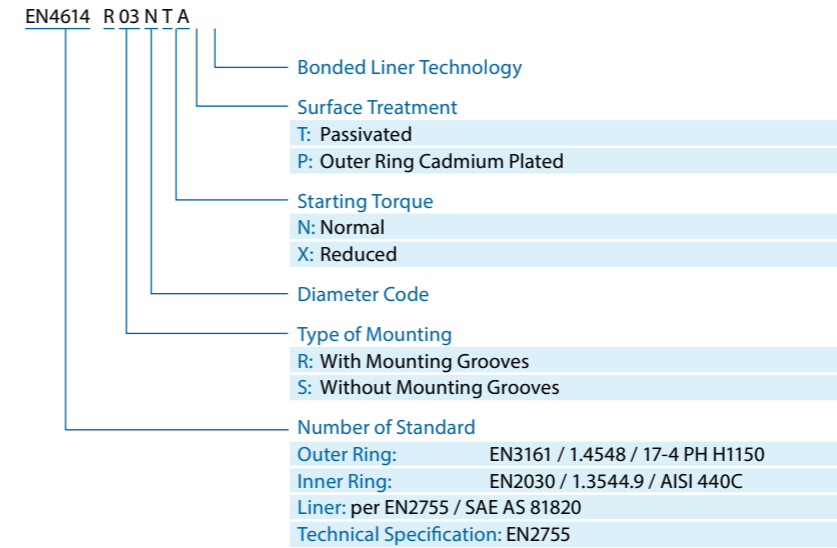 EN4614 R 03 N T A
Bonded Liner Technology
Surface Treatment
T: Passivated
P: Outer Ring Cadmium Plated
Starting Torque
N: Normal
X: Reduced
Diameter Code
Type of Mounting
R: With Mounting Grooves
S: Without Mounting Grooves
Number of Standard
Outer Ring: EN3161 / 1.4548 / 17-4 PH H1150
Inner Ring: EN2030 / 1.3544.9 / AISI 440C
Liner: per EN2755 / SAE AS 81820
Technical Specification: EN2755